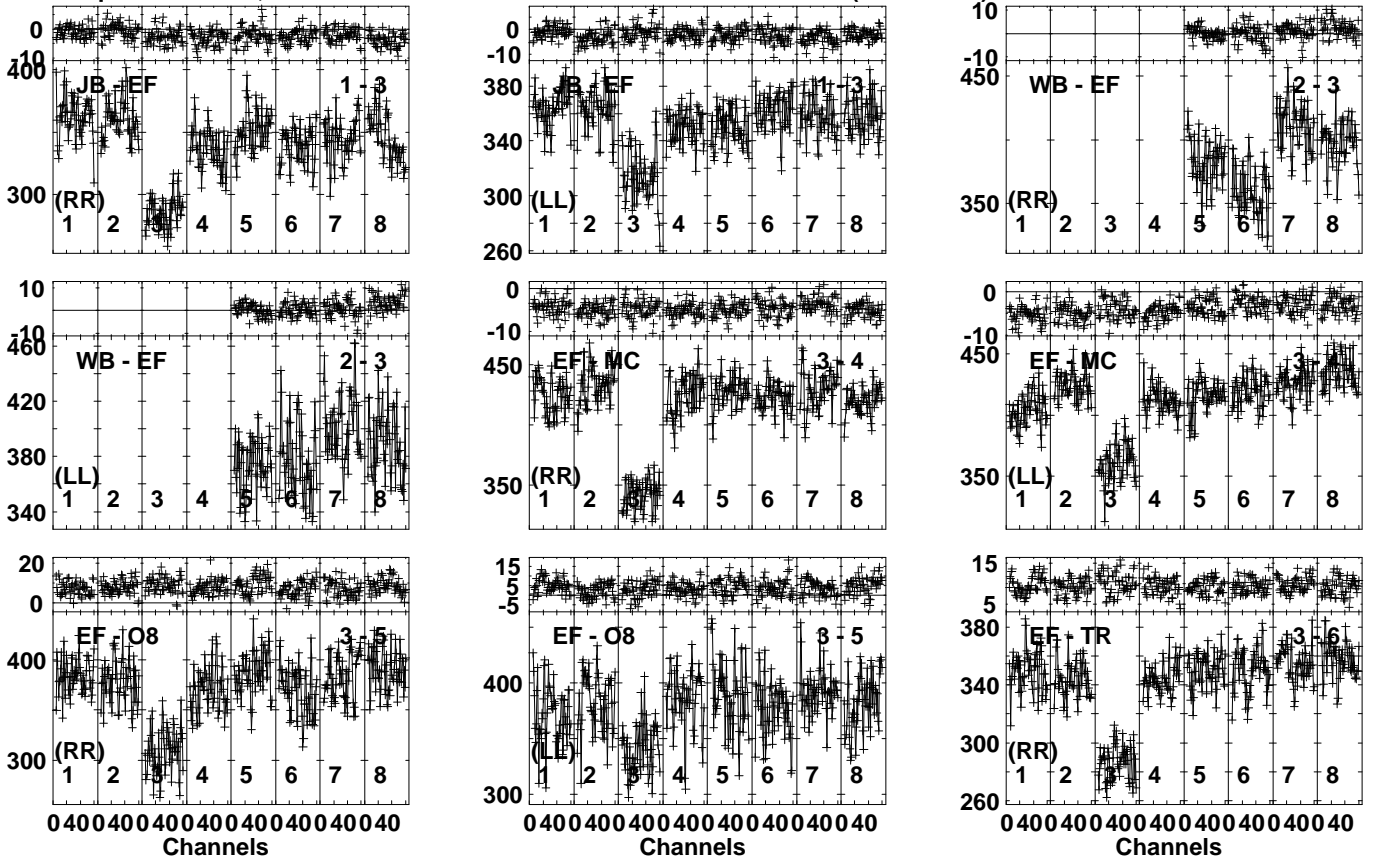 0 0 10
-10 -10 -10
400 JB - EF 1 - 3 380 JB - EF 1 - 3 450 WB - EF 2 - 3
340
300 300 350
(RR) (LL) (RR)
1 2 3 4 5 6 7 8 1 2 3 4 5 6 7 8 1 2 3 4 5 6 7 8
260
10 0 0
-10 -10 -10
460 WB - EF 2 - 3 450 EF - MC 3 - 4 450 EF - MC 3 - 4
420
380
(LL) 350 (RR) 350 (LL)
1 2 3 4 5 6 7 8 1 2 3 4 5 6 7 8 1 2 3 4 5 6 7 8
340
20 15 15
0 5 5
-5
EF - O8 3 - 5 EF - O8 3 - 5 380 EF - TR 3 - 6
400 400 340
300 (RR) (LL) 300 (RR)
1 2 3 4 5 6 7 8 1 2 3 4 5 6 7 8 1 2 3 4 5 6 7 8
300 260
0 40 0 40 0 40 0 40 0 40 0 40 0 40 0 40 0 40 0 40 0 40 0 40 0 40 0 40 0 40 0 40 0 40 0 40 0 40 0 40 0 40 0 40 0 40 0 40
Channels Channels Channels